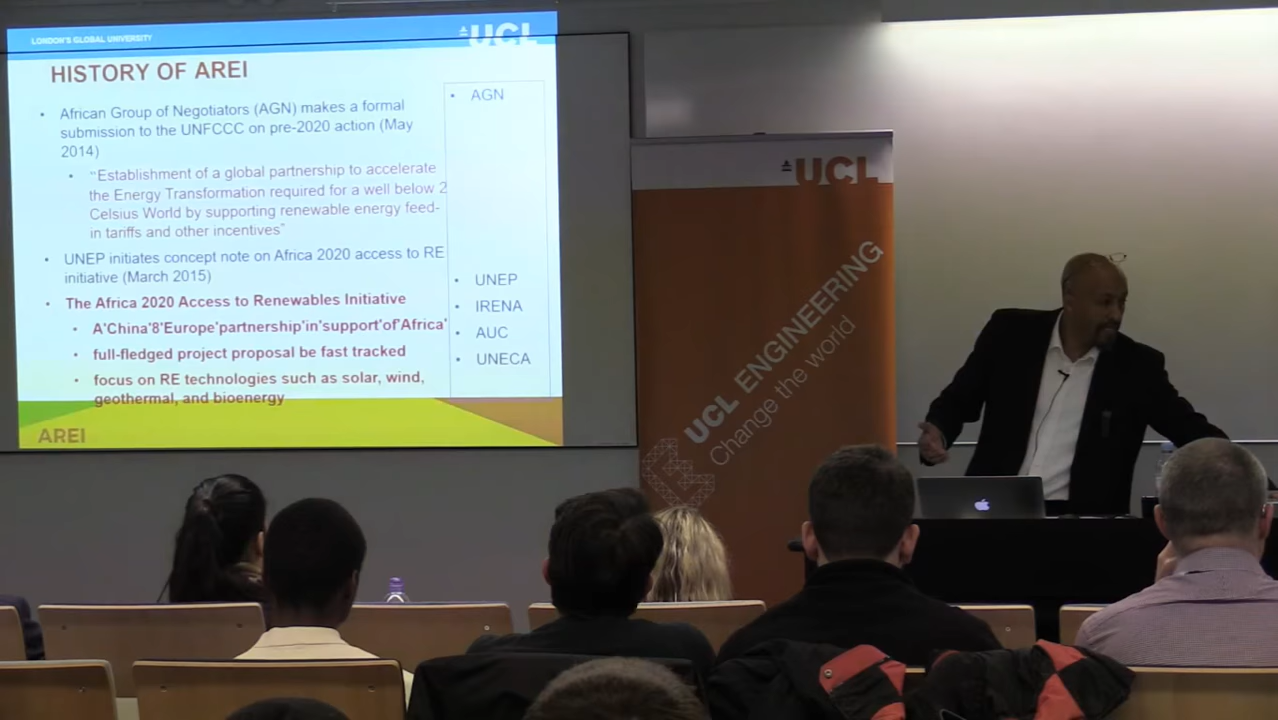 LONDON'S GLOBAL UNIVERSITY
UCL
HISTORY OF AREI
• African Group of Negotiators (AGN) makes a formal
submission to the UNFCCC on pre-2020 action (May
2014)
• "Establishment of a global partnership to accelerate
the Energy Transformation required for a well below 2
Celsius World by supporting renewable energy feed-
in tariffs and other incentives"
• UNEP initiates concept note on Africa 2020 access to RE
initiative (March 2015)
• The Africa 2020 Access to Renewables Initiative
• A'China'8'Europe'partnership'in'support'of'Africa'
• full-fledged project proposal be fast tracked
• focus on RE technologies such as solar, wind,
geothermal, and bioenergy
• AGN
• UNEP
• IRENA
• AUC
• UNECA
AREI
UCL
UCL ENGINEERING
Change the world